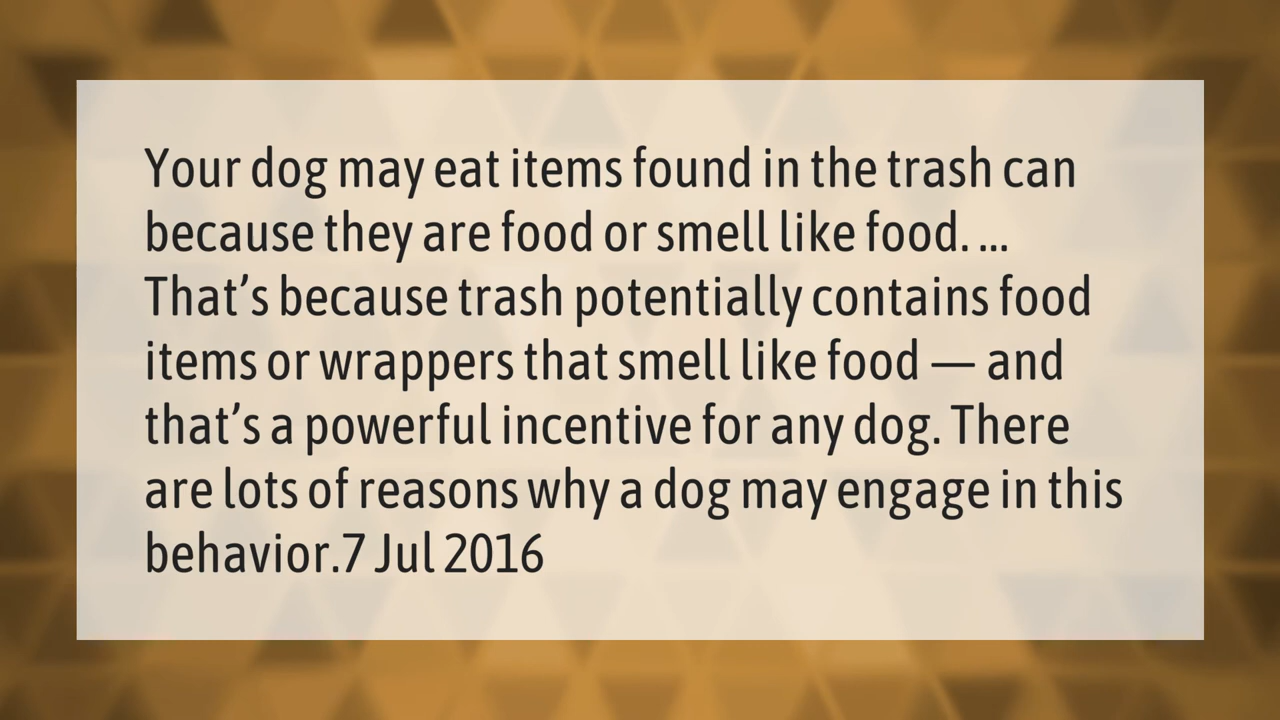 Your dog may eat items found in the trash can
because they are food or smell like food. ...
That’s because trash potentially contains food
items or wrappers that smell like food — and
that’s a powerful incentive for any dog. There
are lots of reasons why a dog may engage in this
behavior.7 Jul 2016